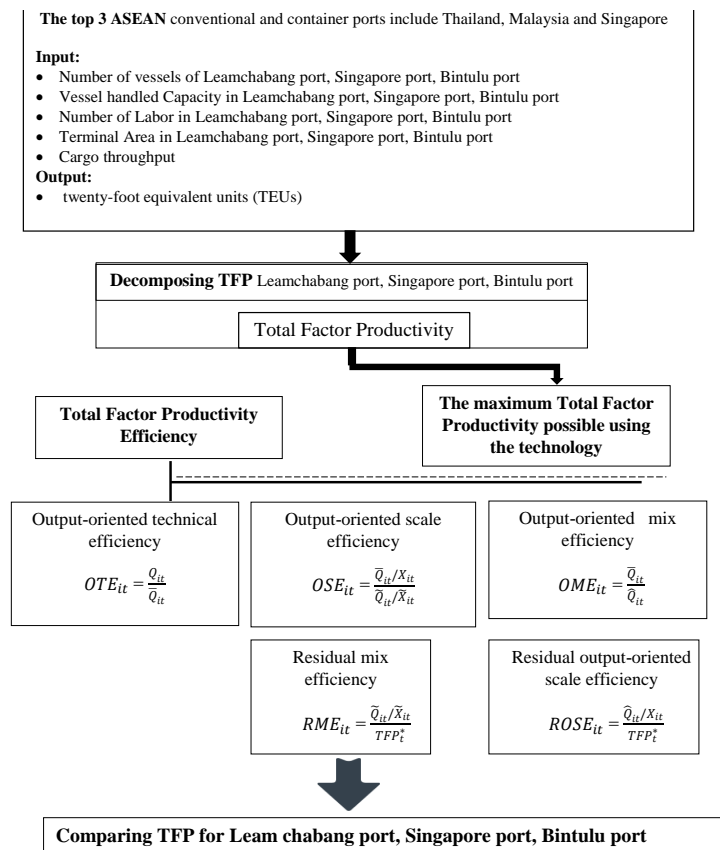 The top 3 ASEAN conventional and container ports include Thailand, Malaysia and Singapore
Input:
• Number of vessels of Leamchabang port, Singapore port, Bintulu port
• Vessel handled Capacity in Leamchabang port, Singapore port, Bintulu port
• Number of Labor in Leamchabang port, Singapore port, Bintulu port
• Terminal Area in Leamchabang port, Singapore port, Bintulu port
• Cargo throughput
Output:
• twenty-foot equivalent units (TEUs)
Decomposing TFP Leamchabang port, Singapore port, Bintulu port
Total Factor Productivity
Total Factor Productivity
Efficiency
The maximum Total Factor
Productivity possible using
the technology
Output-oriented technical
efficiency
OTE_it = Q_it / Q̅_it
Output-oriented scale
efficiency
OSE_it = (Q̅_it/X_it) / (Q̃_it/X̃_it)
Output-oriented mix
efficiency
OME_it = Q̅_it / Q̂_it
Residual mix
efficiency
RME_it = (Q̃_it/X̃_it) / TFP_t^*
Residual output-oriented
scale efficiency
ROSE_it = (Q̂_it/X_it) / TFP_t^*
Comparing TFP for Leam chabang port, Singapore port, Bintulu port